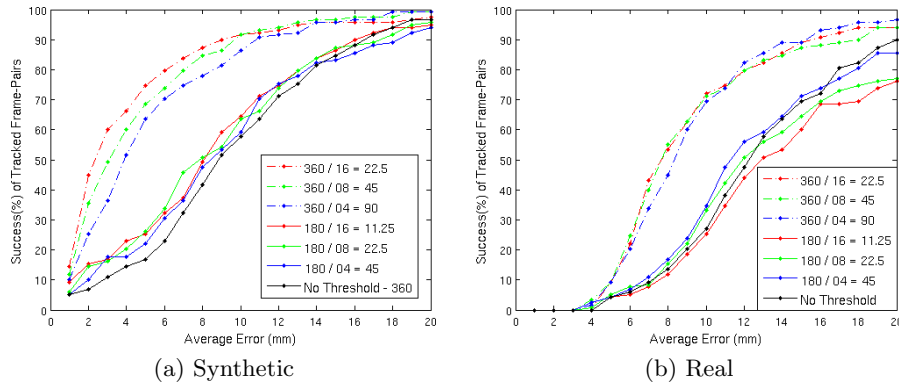 100
90
80
70
60
50
40
30
20
10
0
Success(%) of Tracked Frame-Pairs
0 2 4 6 8 10 12 14 16 18 20
Average Error (mm)
360 / 16 = 22.5
360 / 08 = 45
360 / 04 = 90
180 / 16 = 11.25
180 / 08 = 22.5
180 / 04 = 45
No Threshold - 360
(a) Synthetic
100
90
80
70
60
50
40
30
20
10
0
Success(%) of Tracked Frame-Pairs
0 2 4 6 8 10 12 14 16 18 20
Average Error (mm)
360 / 16 = 22.5
360 / 08 = 45
360 / 04 = 90
180 / 16 = 11.25
180 / 08 = 22.5
180 / 04 = 45
No Threshold
(b) Real